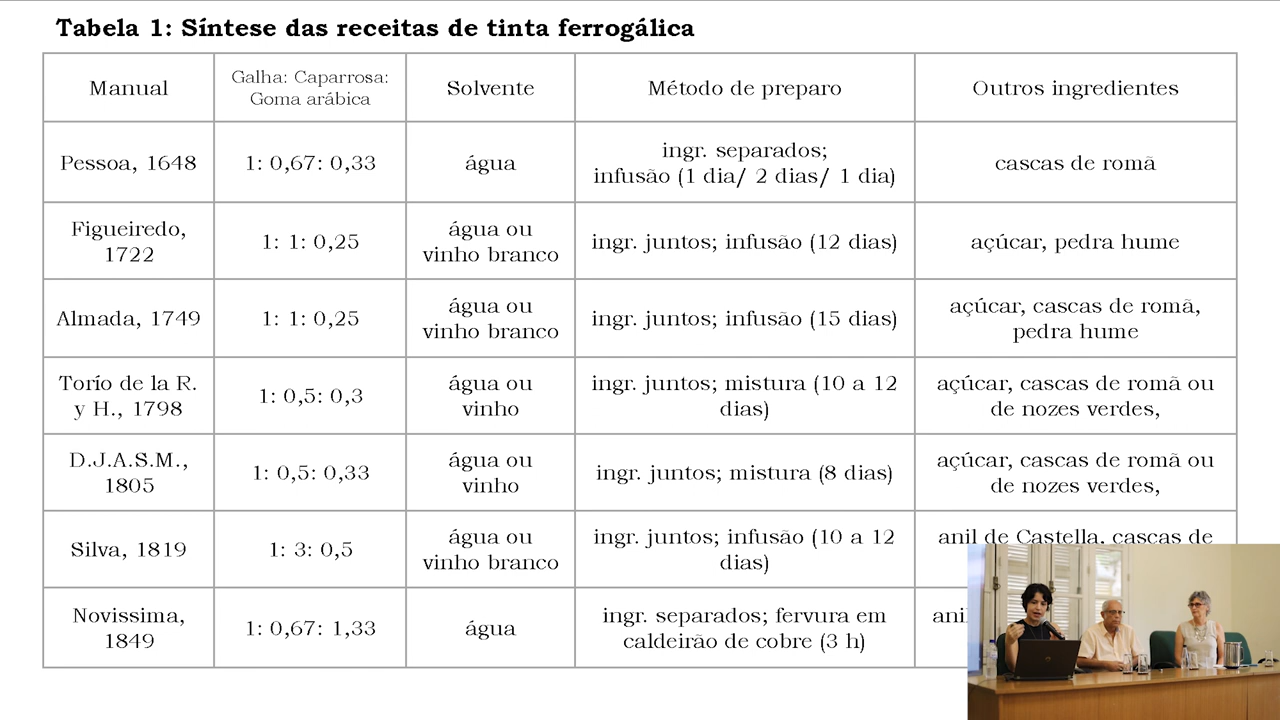 Tabela 1: Síntese das receitas de tinta ferrogálica
Manual
Galha: Caparrosa:
Goma arábica
Solvente
Método de preparo
Outros ingredientes
Pessoa, 1648
1: 0,67: 0,33
água
ingr. separados;
infusão (1 dia/ 2 dias/ 1 dia)
cascas de romã
Figueiredo,
1722
1: 1: 0,25
água ou
vinho branco
ingr. juntos; infusão (12 dias)
açúcar, pedra hume
Almada, 1749
1: 1: 0,25
água ou
vinho branco
ingr. juntos; infusão (15 dias)
açúcar, cascas de romã,
pedra hume
Torío de la R.
y H., 1798
1: 0,5: 0,3
água ou
vinho
ingr. juntos; mistura (10 a 12
dias)
açúcar, cascas de romã ou
de nozes verdes,
D.J.A.S.M.,
1805
1: 0,5: 0,33
água ou
vinho
ingr. juntos; mistura (8 dias)
açúcar, cascas de romã ou
de nozes verdes,
Silva, 1819
1: 3: 0,5
água ou
vinho branco
ingr. juntos; infusão (10 a 12
dias)
anil de Castella, cascas de
Novissima,
1849
1: 0,67: 1,33
água
ingr. separados; fervura em
caldeirão de cobre (3 h)